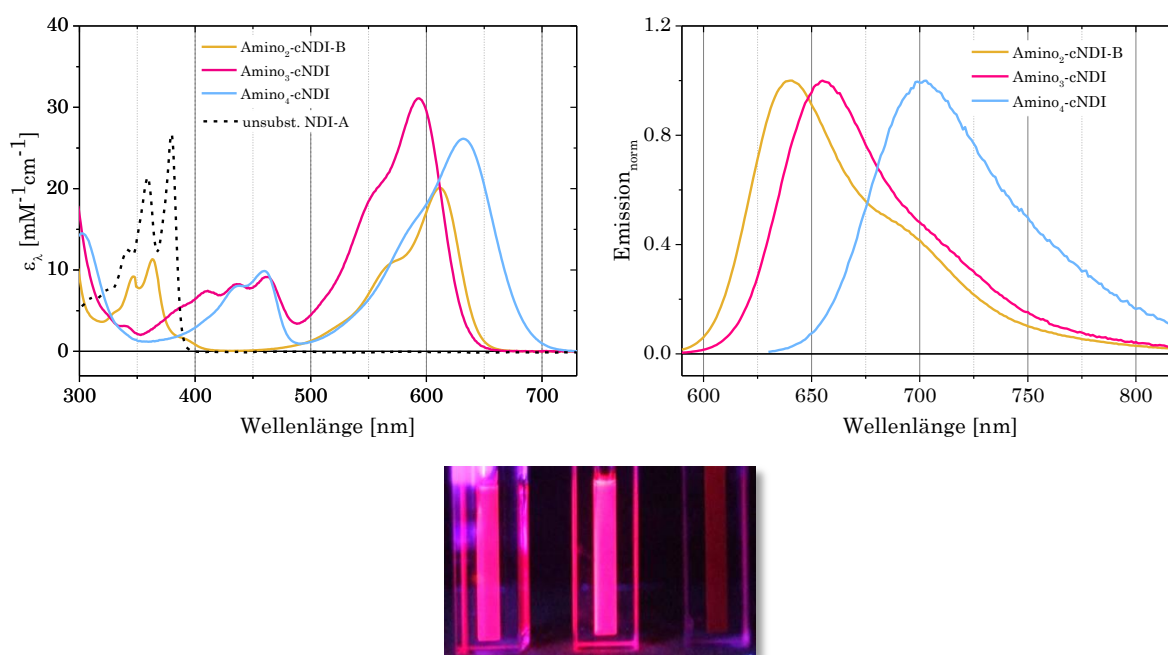 40
30
20
10
0
ε_λ [mM^-1cm^-1]
Amino₂-cNDI-B
Amino₃-cNDI
Amino₄-cNDI
unsubst. NDI-A
300 400 500 600 700
Wellenlänge [nm]
1.2
0.8
0.4
0.0
Emission_norm
Amino₂-cNDI-B
Amino₃-cNDI
Amino₄-cNDI
600 650 700 750 800
Wellenlänge [nm]